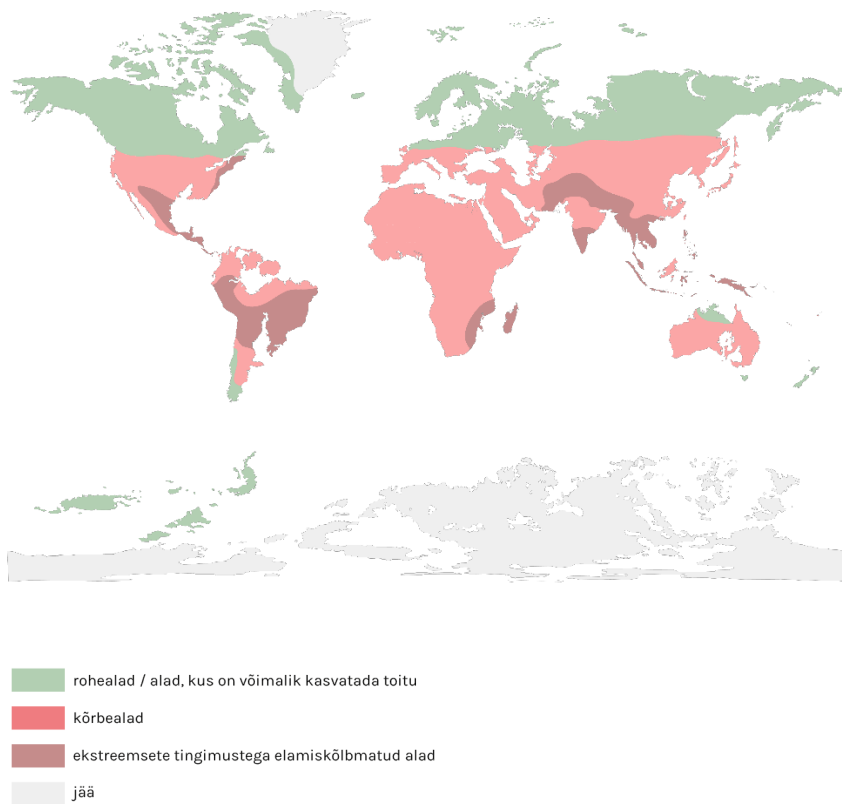 rohealad / alad, kus on võimalik kasvatada toitu
kõrbealad
ekstreemsete tingimustega elamiskõlbmatud alad
jää